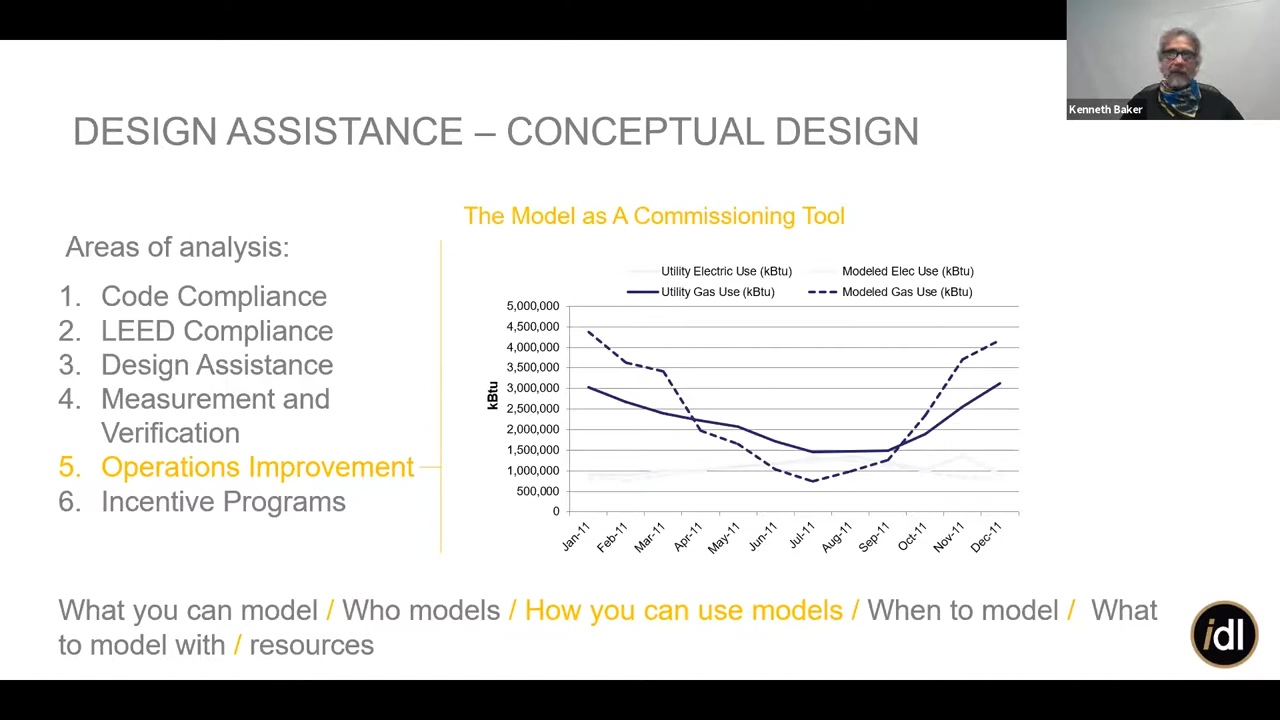 Kenneth Baker
DESIGN ASSISTANCE – CONCEPTUAL DESIGN
The Model as A Commissioning Tool
Areas of analysis:
1. Code Compliance
2. LEED Compliance
3. Design Assistance
4. Measurement and
Verification
5. Operations Improvement
6. Incentive Programs
Utility Electric Use (kBtu)
Modeled Elec Use (kBtu)
Utility Gas Use (kBtu)
Modeled Gas Use (kBtu)
kBtu
5,000,000
4,500,000
4,000,000
3,500,000
3,000,000
2,500,000
2,000,000
1,500,000
1,000,000
500,000
0
Jan-11
Feb-11
Mar-11
Apr-11
May-11
Jun-11
Jul-11
Aug-11
Sep-11
Oct-11
Nov-11
Dec-11
What you can model / Who models / How you can use models / When to model / What
to model with / resources
idl